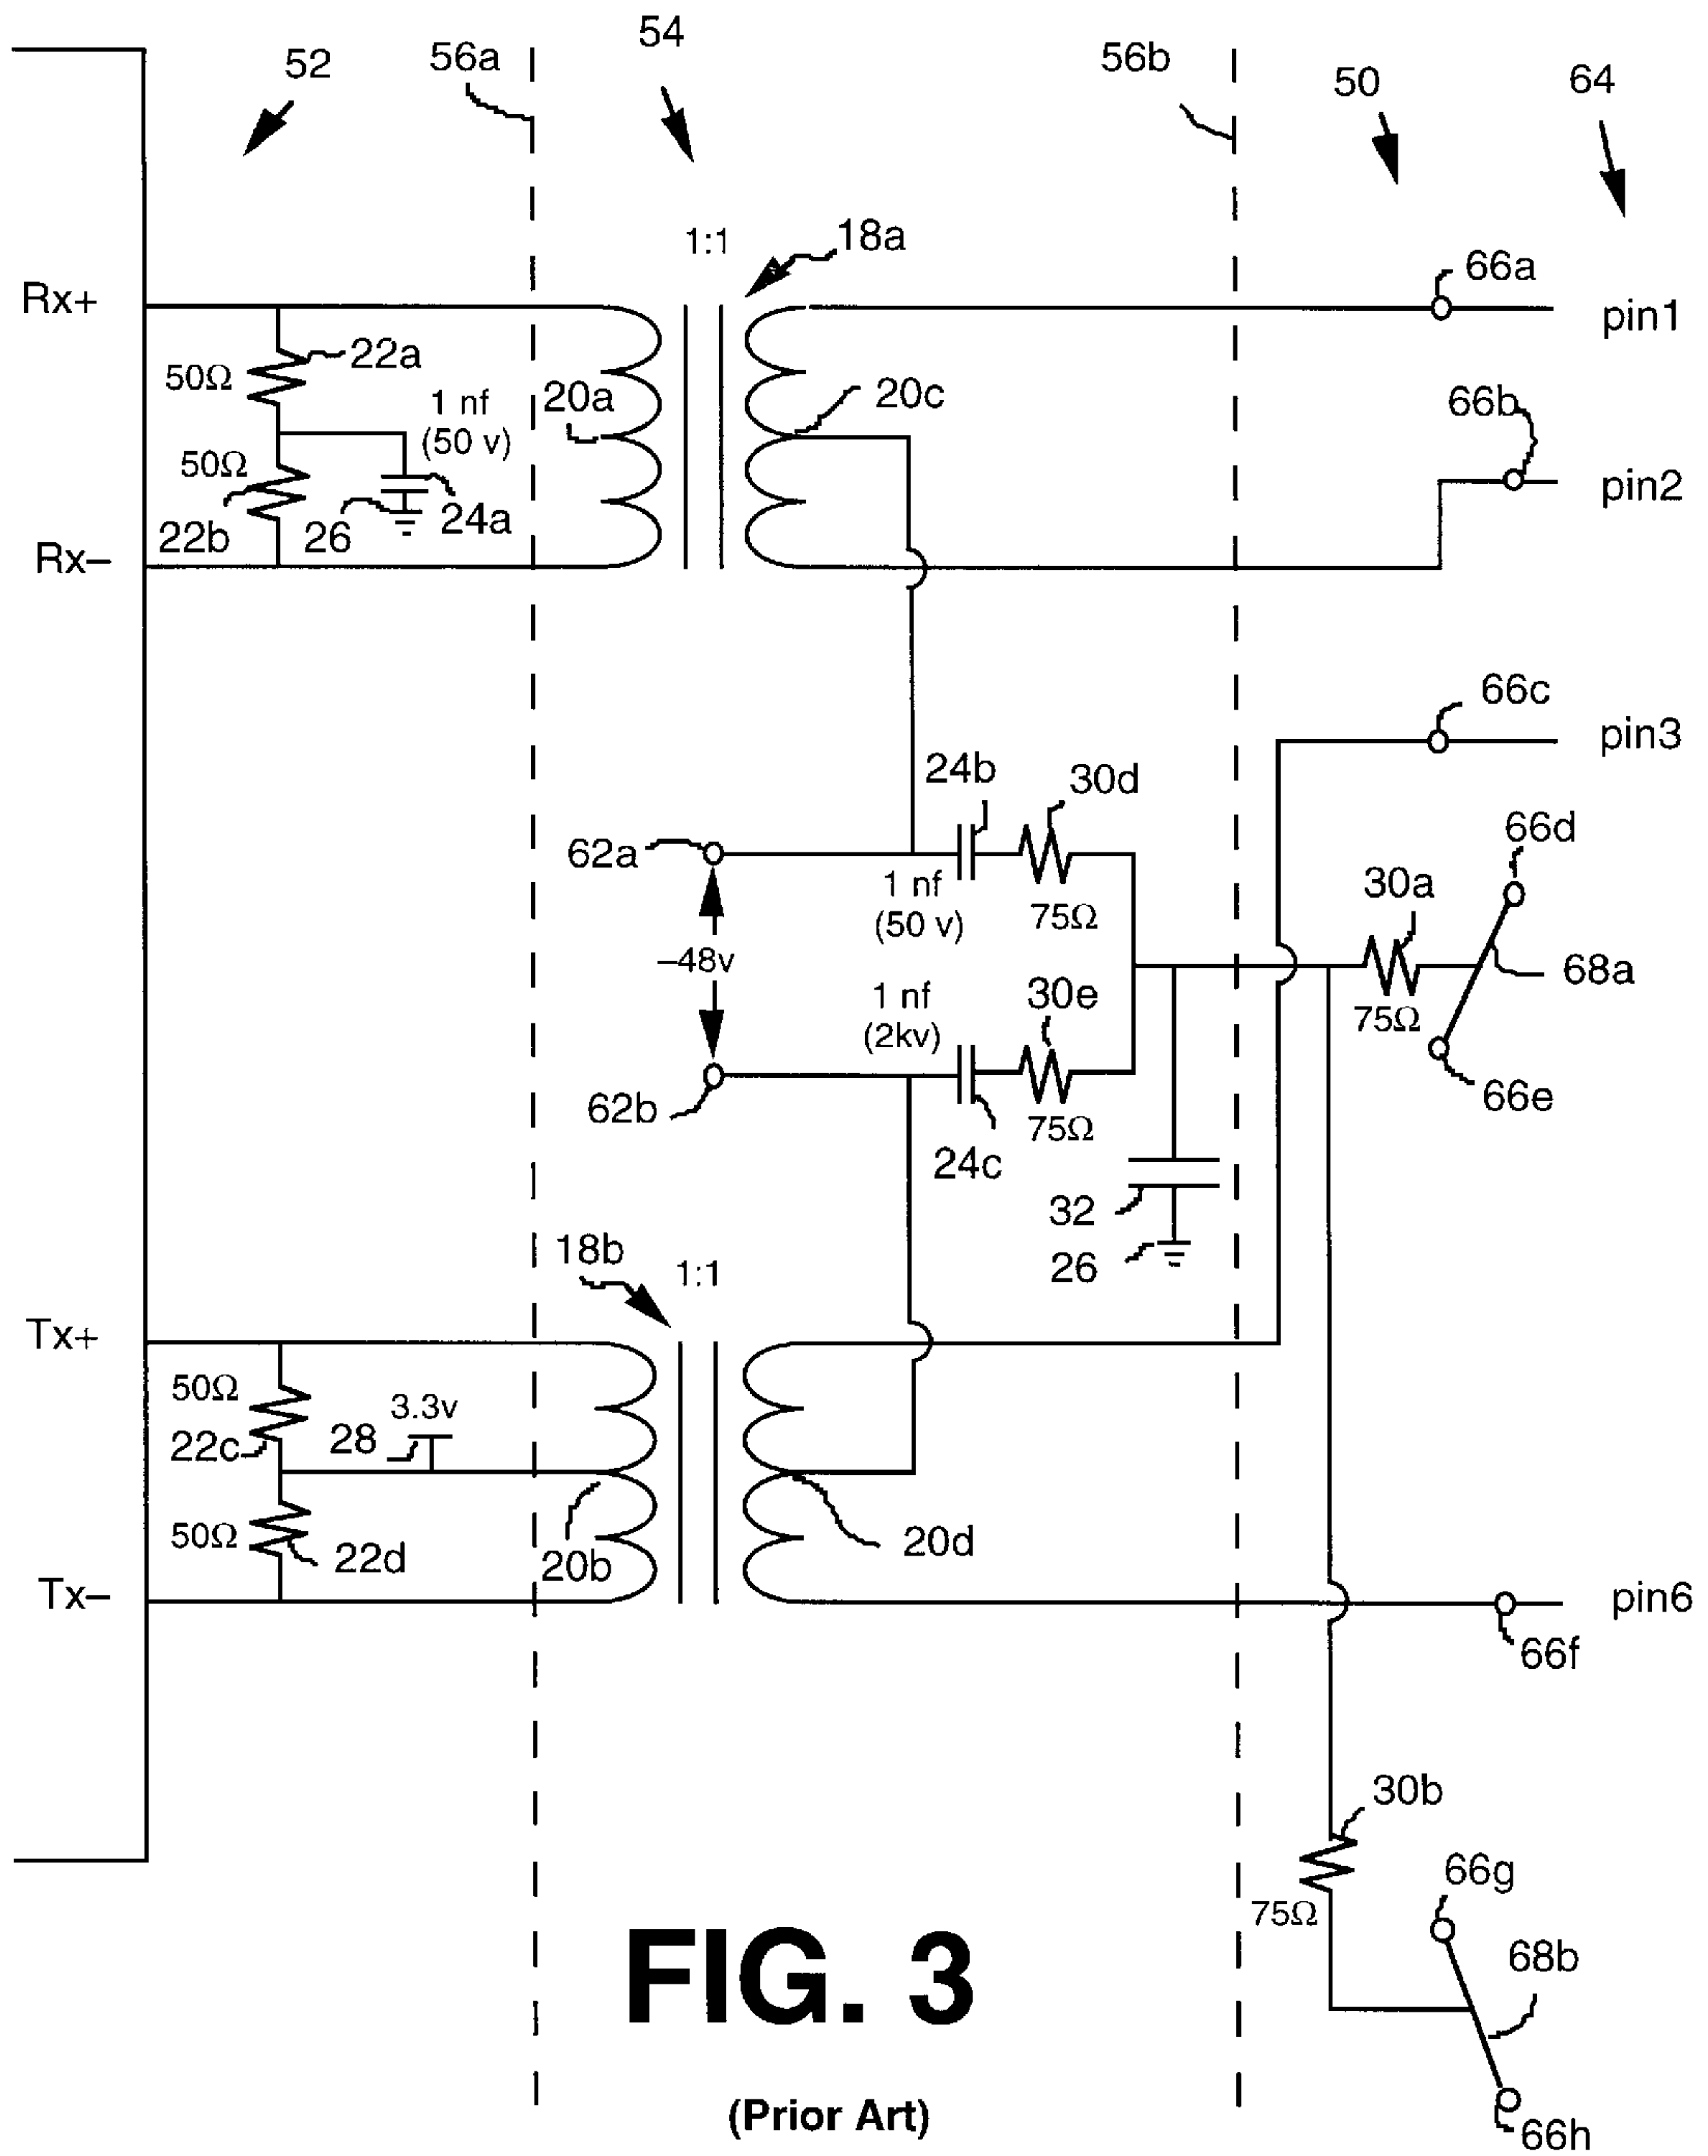 54
52
56a
56b
50
64
1:1
18a
66a
Rx+
pin1
22a
50Ω
1 nf
(50 v)
20a
20c
66b
50Ω
22b
26
24a
pin2
Rx–
66c
pin3
24b
30d
62a
66d
1 nf
(50 v)
75Ω
30a
–48v
68a
1 nf
(2kv)
30e
75Ω
62b
75Ω
66e
24c
32
26
18b
1:1
Tx+
50Ω
3.3v
22c
28
50Ω
22d
20b
20d
Tx–
pin6
66f
30b
66g
75Ω
68b
66h
FIG. 3
(Prior Art)